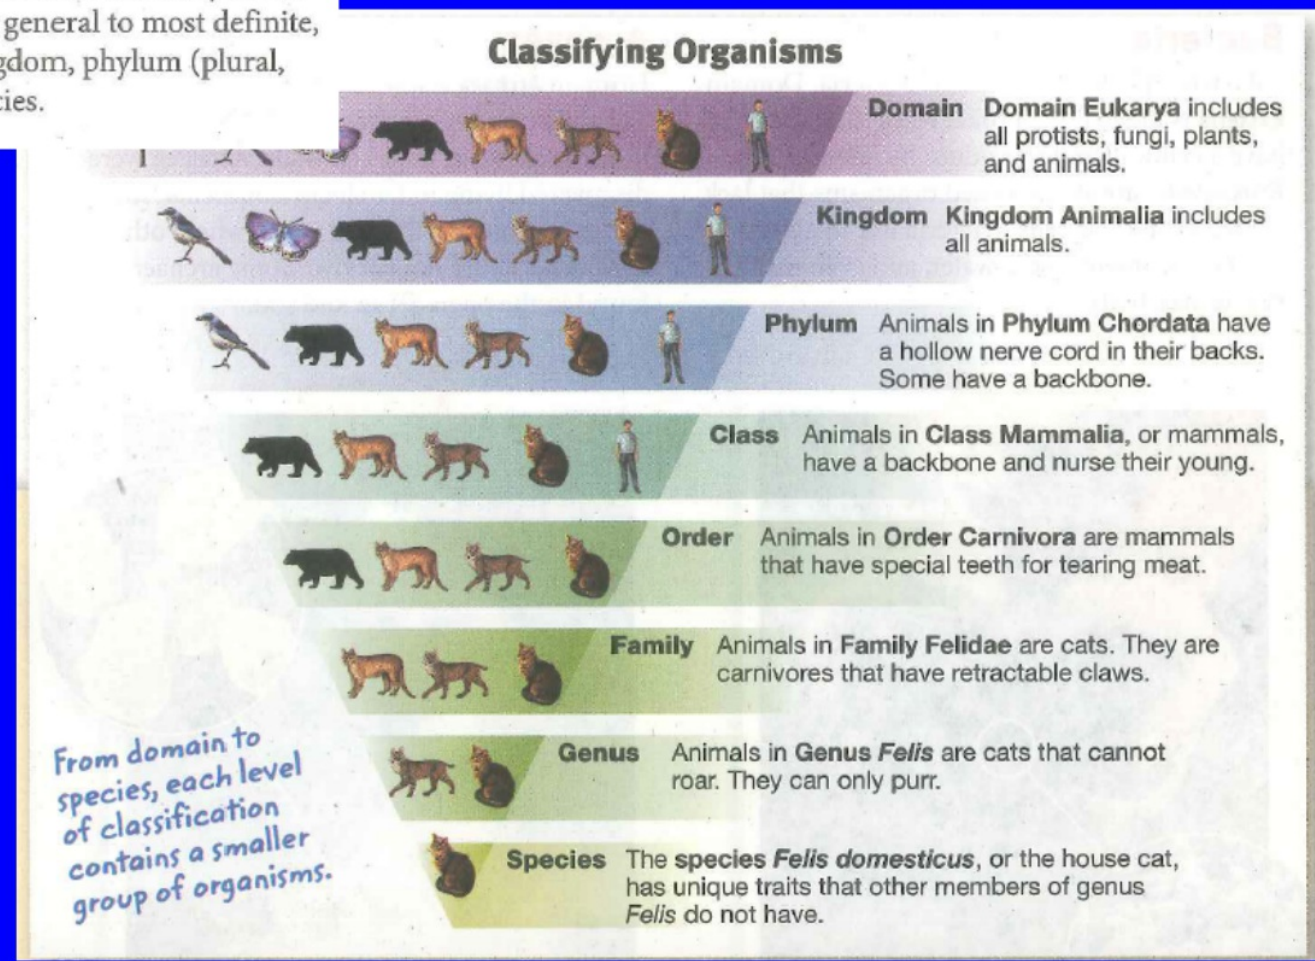 general to most definite,
gdom, phylum (plural,
cies.
Classifying Organisms
Domain Domain Eukarya includes
all protists, fungi, plants,
and animals.
Kingdom Kingdom Animalia includes
all animals.
Phylum Animals in Phylum Chordata have
a hollow nerve cord in their backs.
Some have a backbone.
Class Animals in Class Mammalia, or mammals,
have a backbone and nurse their young.
Order Animals in Order Carnivora are mammals
that have special teeth for tearing meat.
Family Animals in Family Felidae are cats. They are
carnivores that have retractable claws.
Genus Animals in Genus Felis are cats that cannot
roar. They can only purr.
Species The species Felis domesticus, or the house cat,
has unique traits that other members of genus
Felis do not have.
From domain to
species, each level
of classification
contains a smaller
group of organisms.